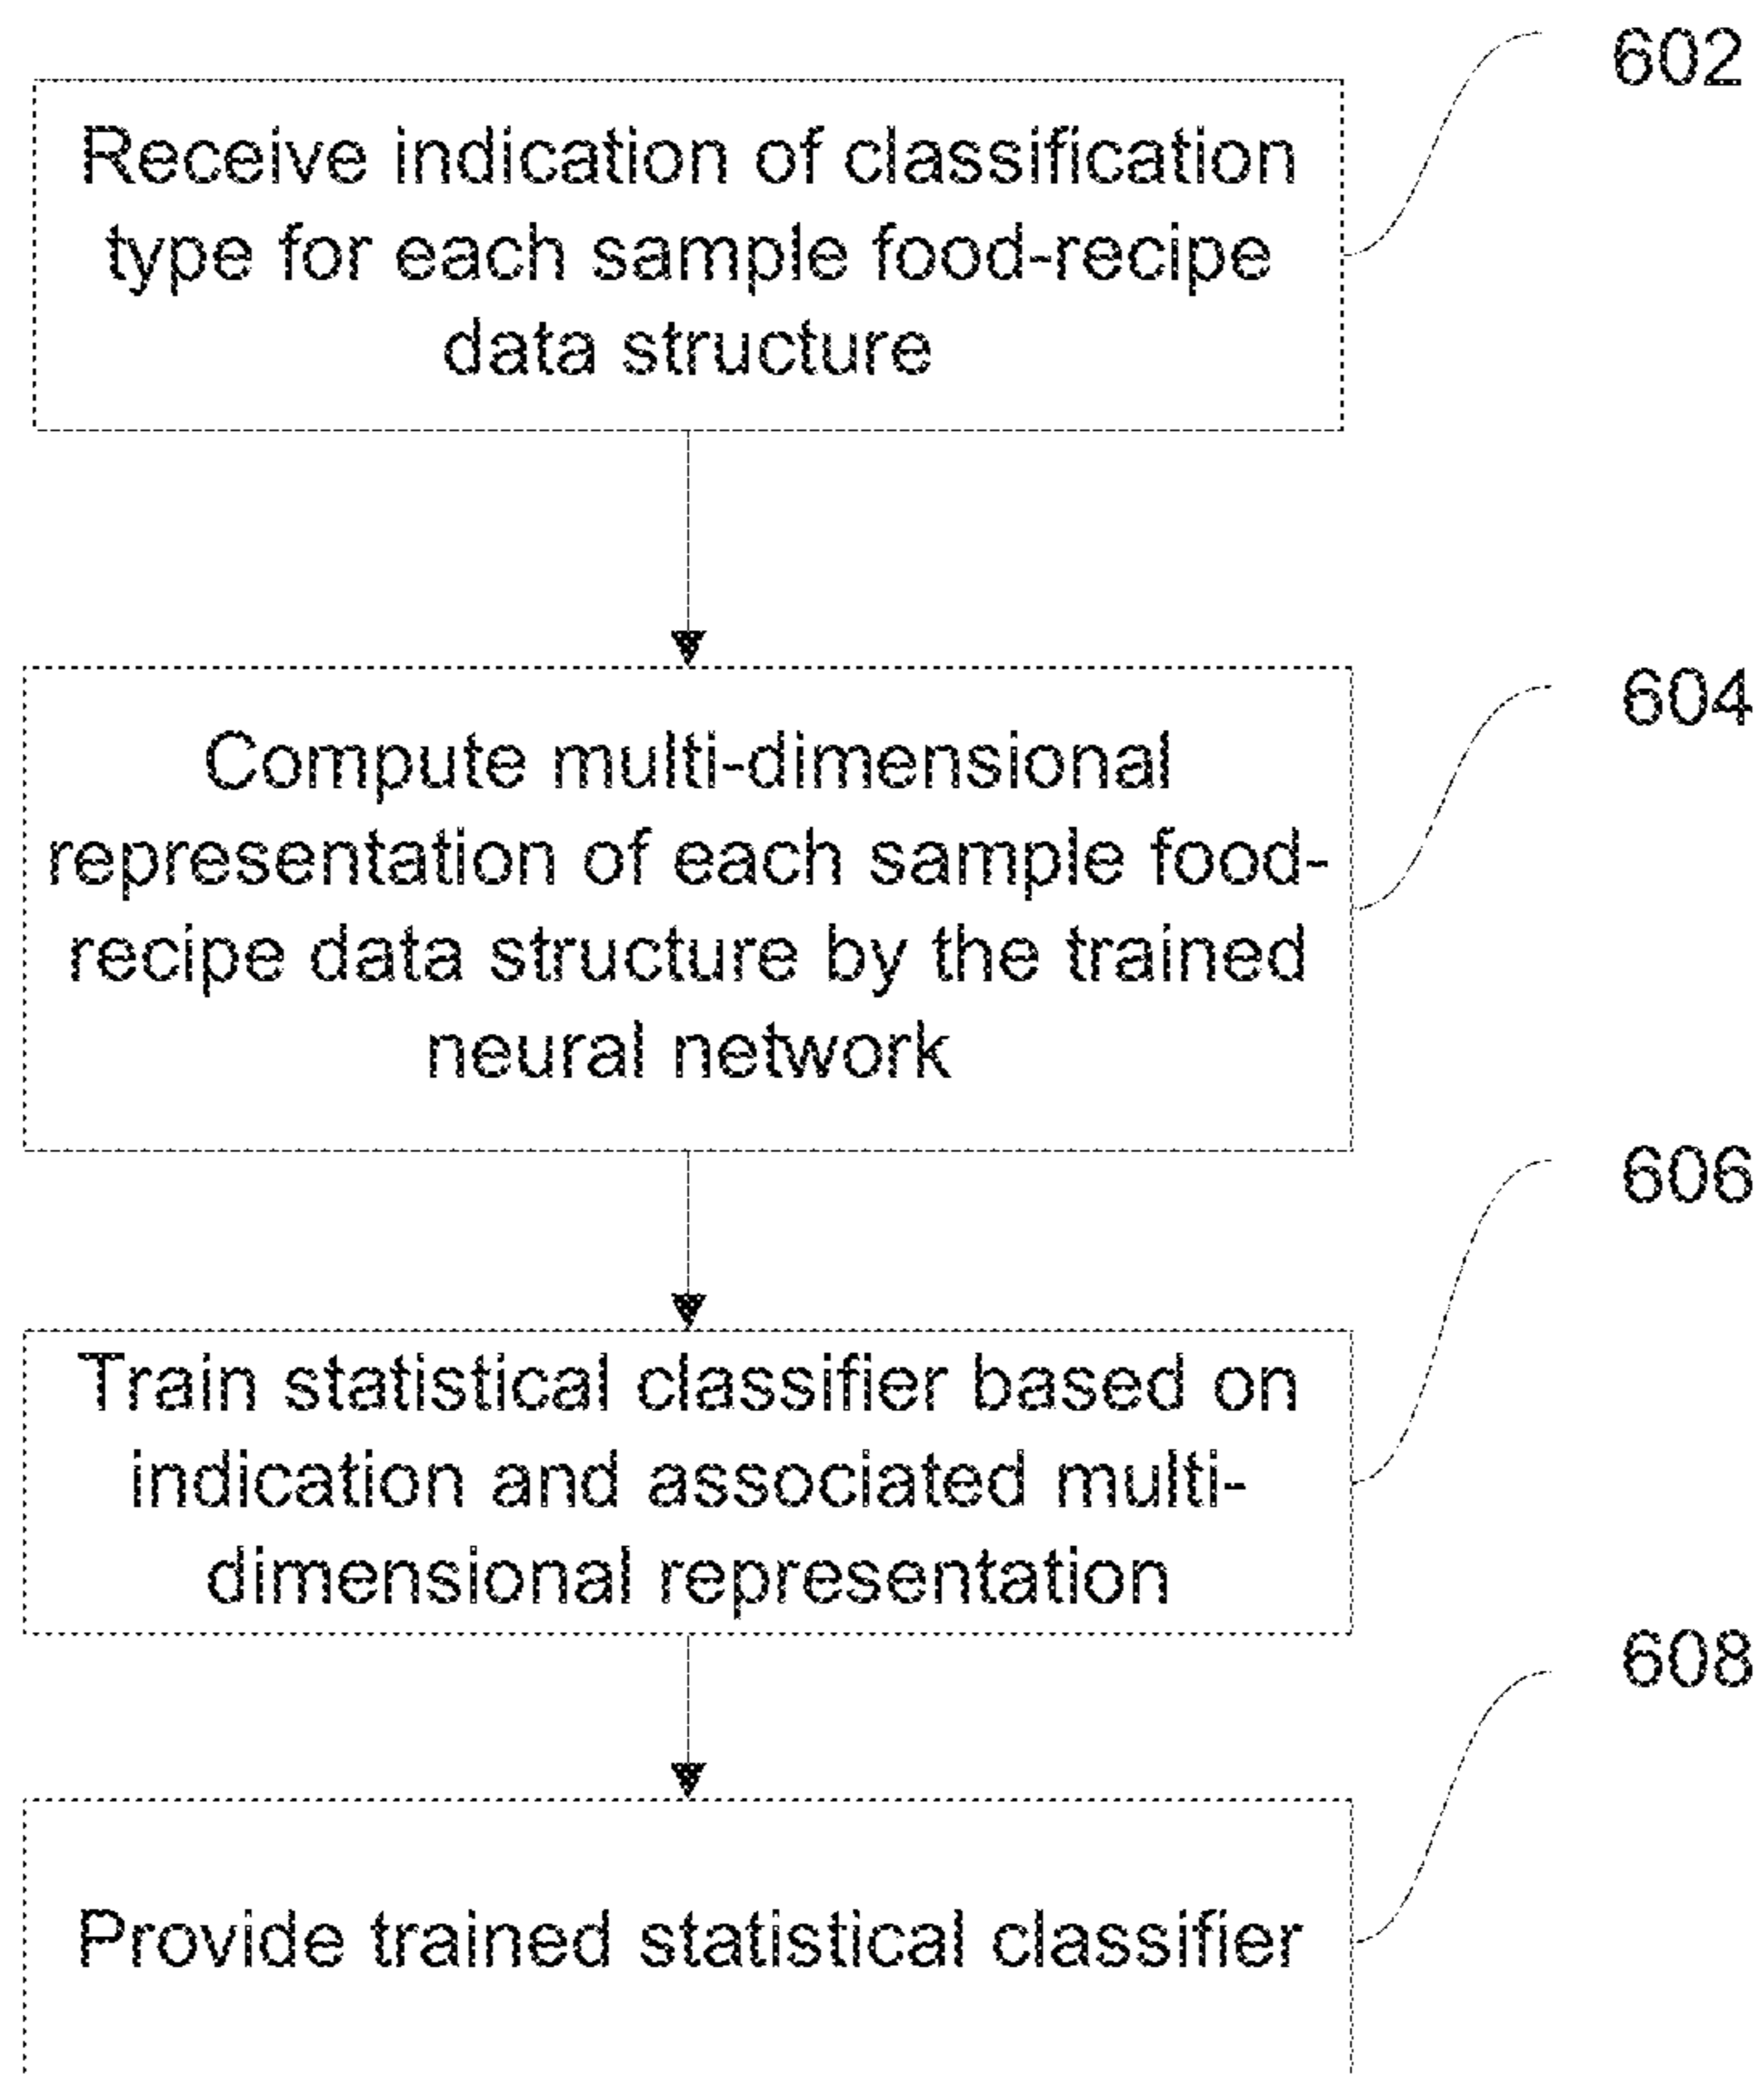 602
Receive indication of classification
type for each sample food-recipe
data structure
604
Compute multi-dimensional
representation of each sample food-
recipe data structure by the trained
neural network
606
Train statistical classifier based on
indication and associated multi-
dimensional representation
608
Provide trained statistical classifier